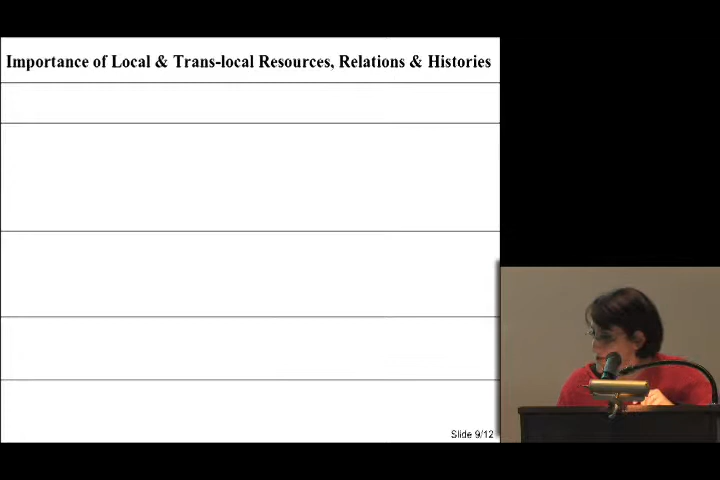 Importance of Local & Trans-local Resources, Relations & Histories
Slide 9/12